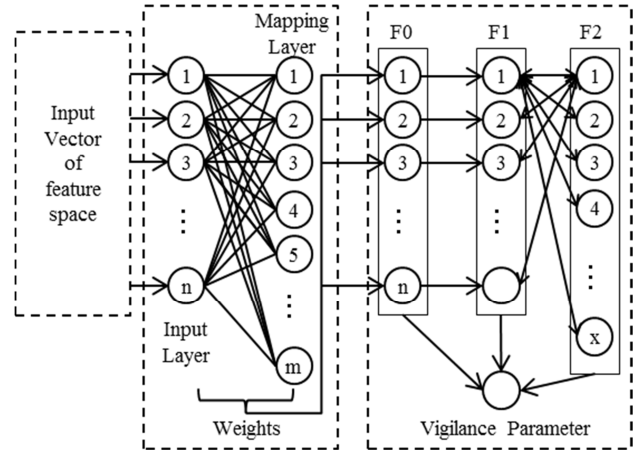 Input
Vector
of
feature
space
1
2
3
⋮
n
Input
Layer
Mapping
Layer
1
2
3
4
5
⋮
m
Weights
F0
1
2
3
⋮
n
F1
1
2
3
⋮
F2
1
2
3
4
⋮
x
Vigilance Parameter